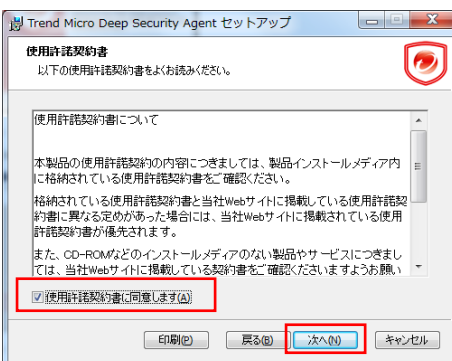 Trend Micro Deep Security Agent セットアップ
使用許諾契約書
以下の使用許諾契約書をよくお読みください。
使用許諾契約書について
本製品の使用許諾契約の内容につきましては、製品インストールメディア内
に格納されている使用許諾契約書をご確認ください。
格納されている使用許諾契約書と当社Webサイトに掲載している使用許諾契
約書に異なる定めがあった場合には、当社Webサイトに掲載されている使用
許諾契約書が優先されます。
また、CD-ROMなどのインストールメディアのない製品やサービスにつきまし
ては、当社Webサイトに掲載している契約書をご確認くださいますようお願い
使用許諾契約書に同意します(A)
印刷(P) 戻る(B) 次へ(N) キャンセル